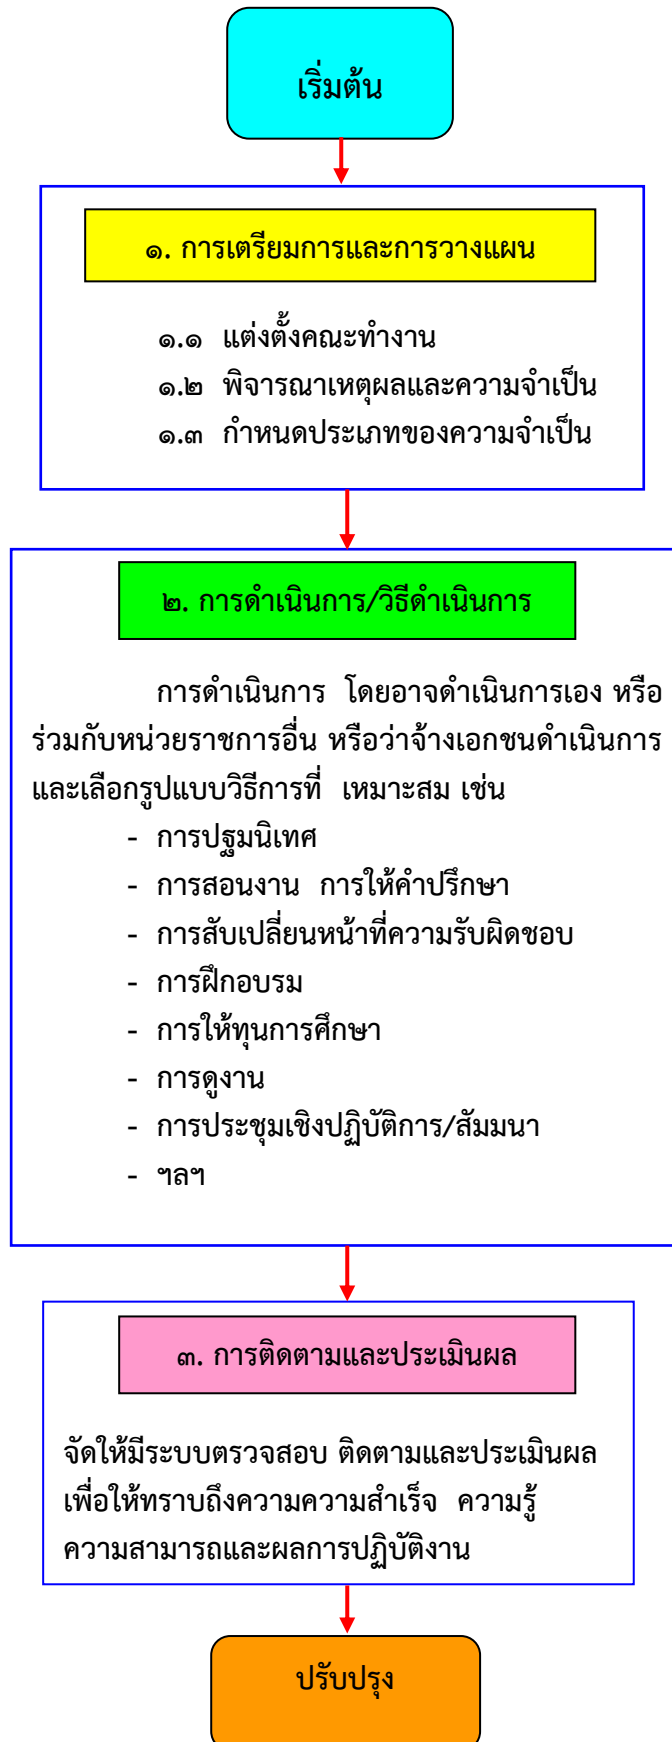 เริ่มต้น
๑. การเตรียมการและการวางแผน
๑.๑ แต่งตั้งคณะทำงาน
๑.๒ พิจารณาเหตุผลและความจำเป็น
๑.๓ กำหนดประเภทของความจำเป็น
๒. การดำเนินการ/วิธีดำเนินการ
การดำเนินการ โดยอาจดำเนินการเอง หรือ
ร่วมกับหน่วยราชการอื่น หรือว่าจ้างเอกชนดำเนินการ
และเลือกรูปแบบวิธีการที่ เหมาะสม เช่น
- การปฐมนิเทศ
- การสอนงาน การให้คำปรึกษา
- การสับเปลี่ยนหน้าที่ความรับผิดชอบ
- การฝึกอบรม
- การให้ทุนการศึกษา
- การดูงาน
- การประชุมเชิงปฏิบัติการ/สัมมนา
- ฯลฯ
๓. การติดตามและประเมินผล
จัดให้มีระบบตรวจสอบ ติดตามและประเมินผล
เพื่อให้ทราบถึงความความสำเร็จ ความรู้
ความสามารถและผลการปฏิบัติงาน
ปรับปรุง